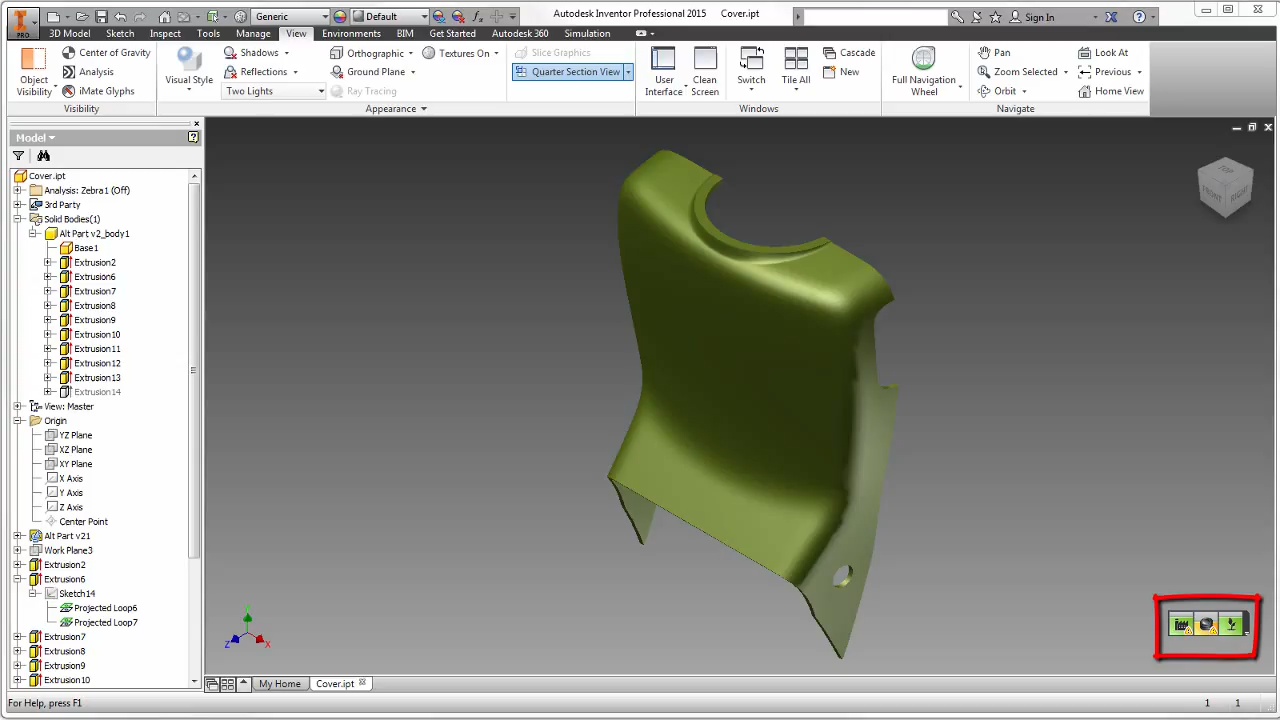 PRO
Generic
Default
Autodesk Inventor Professional 2015 Cover.ipt
Sign In
3D Model Sketch Inspect Tools Manage View Environments BIM Get Started Autodesk 360 Simulation
Object Visibility
Center of Gravity
Analysis
iMate Glyphs
Visibility
Visual Style
Shadows
Reflections
Two Lights
Orthographic
Ground Plane
Ray Tracing
Textures On
Appearance
Slice Graphics
Quarter Section View
User Interface
Clean Screen
Switch
Tile All
Cascade
New
Windows
Full Navigation Wheel
Pan
Zoom Selected
Orbit
Look At
Previous
Home View
Navigate
Model
Cover.ipt
Analysis: Zebra1 (Off)
3rd Party
Solid Bodies(1)
Alt Part v2_body1
Base1
Extrusion2
Extrusion6
Extrusion7
Extrusion8
Extrusion9
Extrusion10
Extrusion11
Extrusion12
Extrusion13
Extrusion14
View: Master
Origin
YZ Plane
XZ Plane
XY Plane
X Axis
Y Axis
Z Axis
Center Point
Alt Part v21
Work Plane3
Extrusion2
Extrusion6
Sketch14
Projected Loop6
Projected Loop7
Extrusion7
Extrusion8
Extrusion9
Extrusion10
TOP
FRONT
RIGHT
Y
Z
X
My Home
Cover.ipt
For Help, press F1
1
1